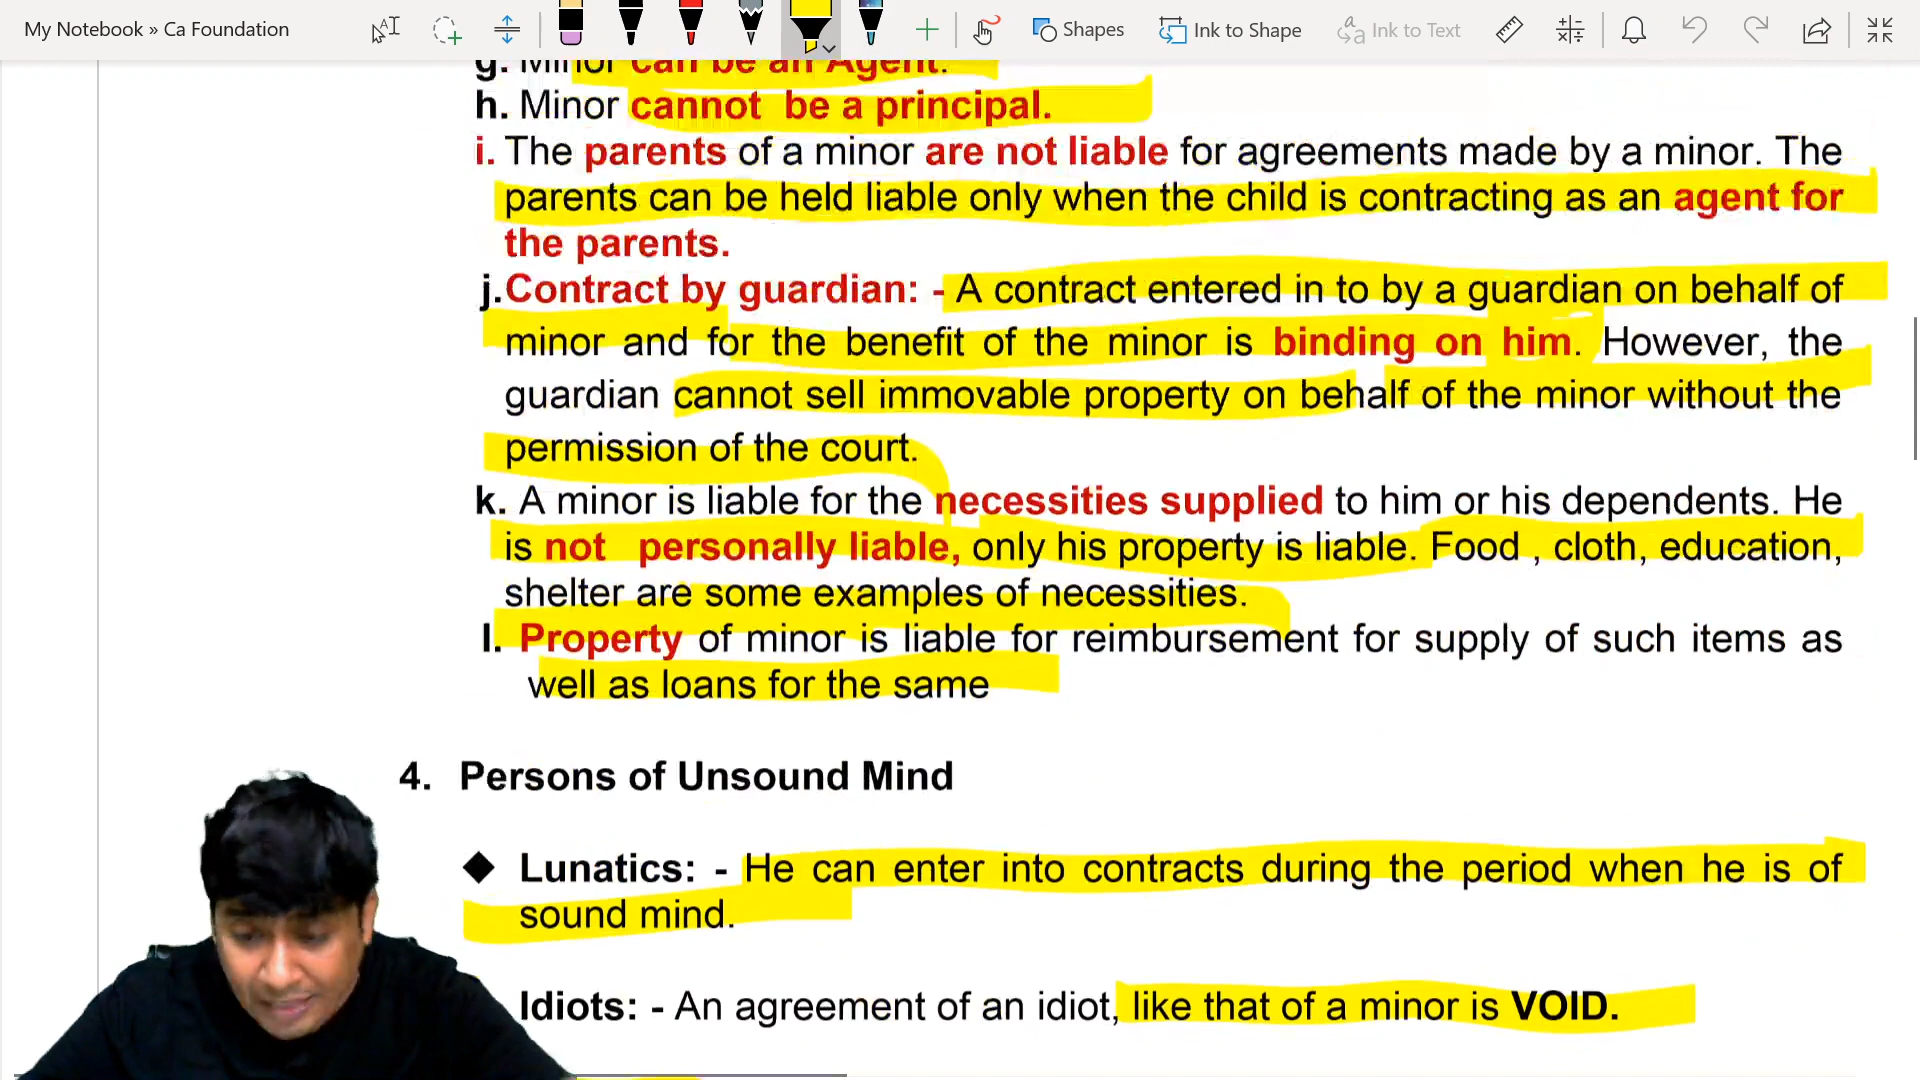 My Notebook » Ca Foundation
Shapes
Ink to Shape
Ink to Text
g. Minor can be an Agent.
h. Minor cannot be a principal.
i. The parents of a minor are not liable for agreements made by a minor. The
parents can be held liable only when the child is contracting as an agent for
the parents.
j. Contract by guardian: - A contract entered in to by a guardian on behalf of
minor and for the benefit of the minor is binding on him. However, the
guardian cannot sell immovable property on behalf of the minor without the
permission of the court.
k. A minor is liable for the necessities supplied to him or his dependents. He
is not personally liable, only his property is liable. Food , cloth, education,
shelter are some examples of necessities.
l. Property of minor is liable for reimbursement for supply of such items as
well as loans for the same
4. Persons of Unsound Mind
◆ Lunatics: - He can enter into contracts during the period when he is of
sound mind.
Idiots: - An agreement of an idiot, like that of a minor is VOID.